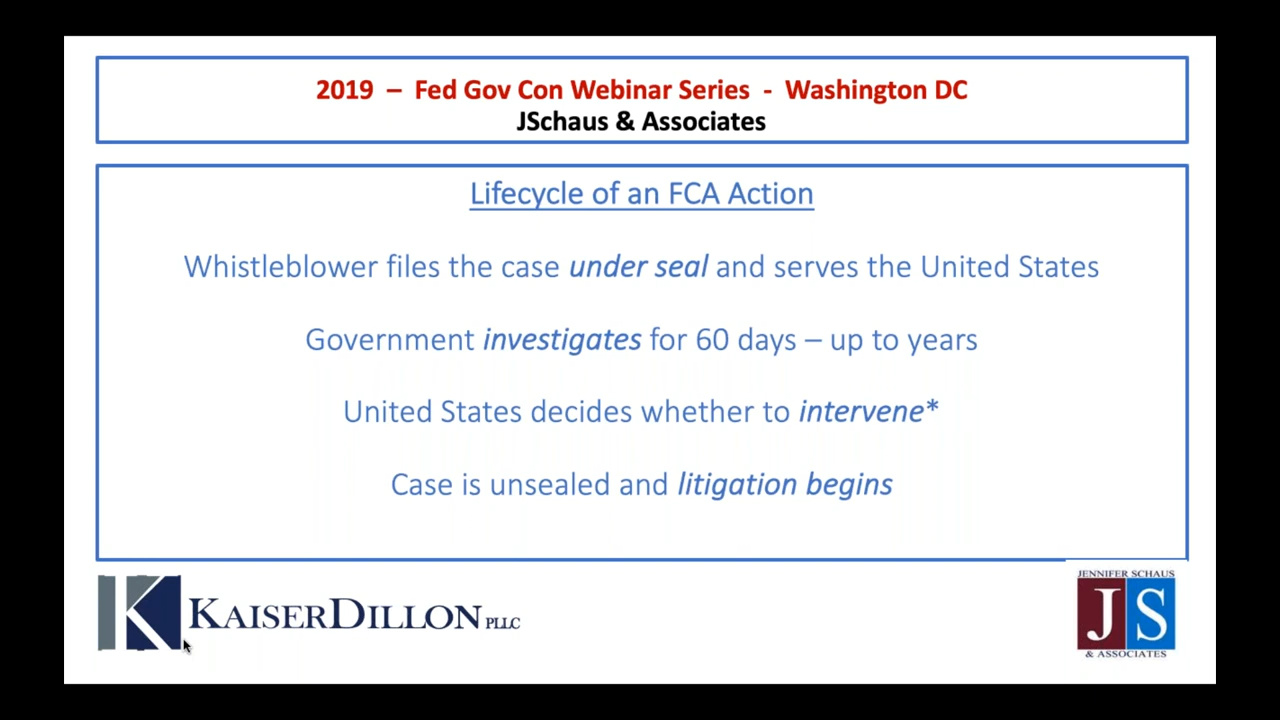 2019 – Fed Gov Con Webinar Series - Washington DC
JSchaus & Associates
Lifecycle of an FCA Action
Whistleblower files the case under seal and serves the United States
Government investigates for 60 days – up to years
United States decides whether to intervene*
Case is unsealed and litigation begins
K KAISERDILLON PLLC
JENNIFER SCHAUS
JS
& ASSOCIATES